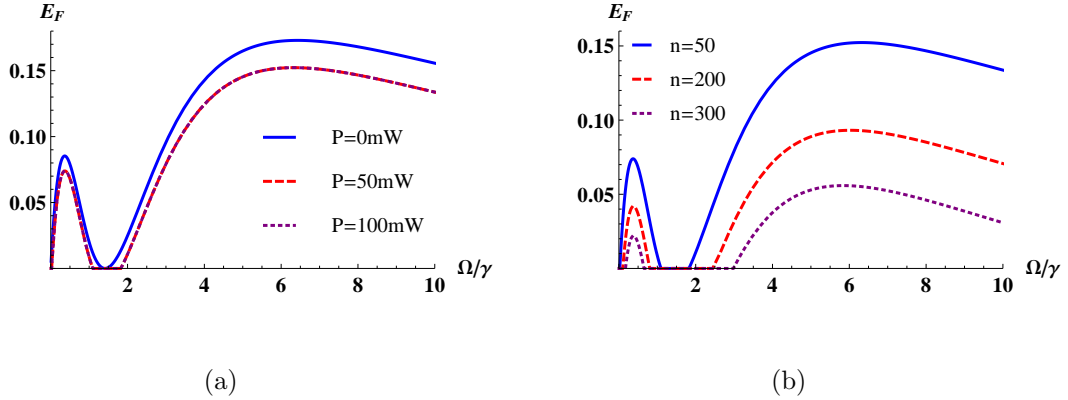 E_F
0.15
0.10
0.05
2 4 6 8 10
Ω/γ
P=0mW
P=50mW
P=100mW
(a)
E_F
0.15
0.10
0.05
2 4 6 8 10
Ω/γ
n=50
n=200
n=300
(b)